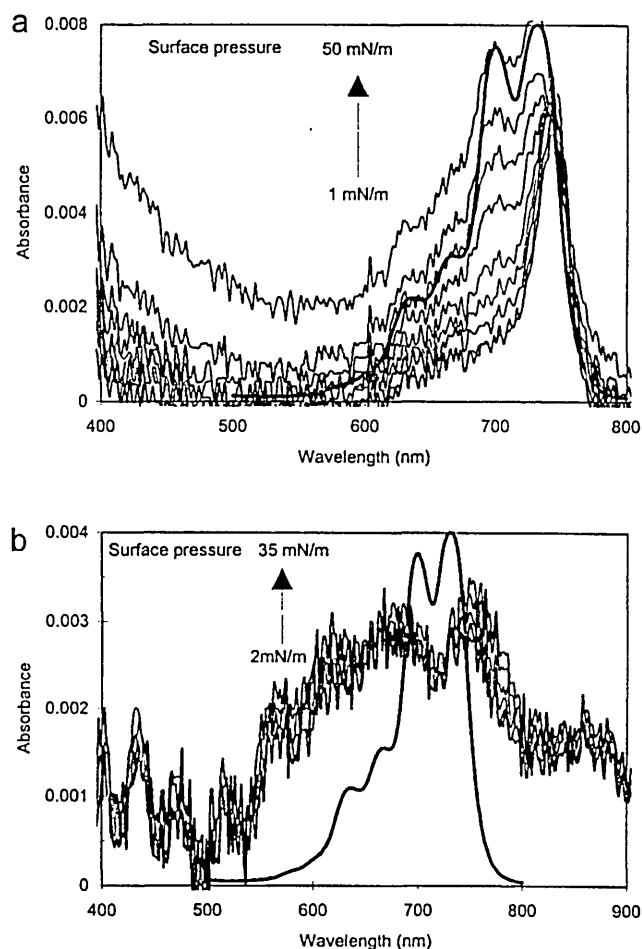 a
0.008
Surface pressure 50 mN/m
0.006
1 mN/m
0.004
0.002
0
400 500 600 700 800
Absorbance
Wavelength (nm)
b
0.004
Surface pressure 35 mN/m
0.003
2mN/m
0.002
0.001
0
400 500 600 700 800 900
Absorbance
Wavelength (nm)